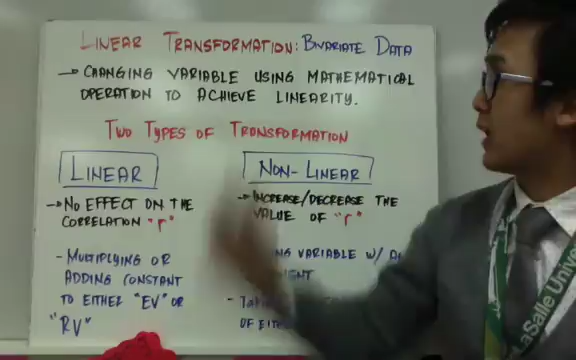 LINEAR TRANSFORMATION: BIVARIATE DATA
→ CHANGING VARIABLE USING MATHEMATICAL
OPERATION TO ACHIEVE LINEARITY.
TWO TYPES OF TRANSFORMATION
LINEAR
→ NO EFFECT ON THE
CORRELATION "r"
- MULTIPLYING OR
ADDING CONSTANT
TO EITHER "EV" OR
"RV"
NON-LINEAR
→ INCREASE/DECREASE THE
VALUE OF "r"
VARIABLE W/
OF
LaSalle